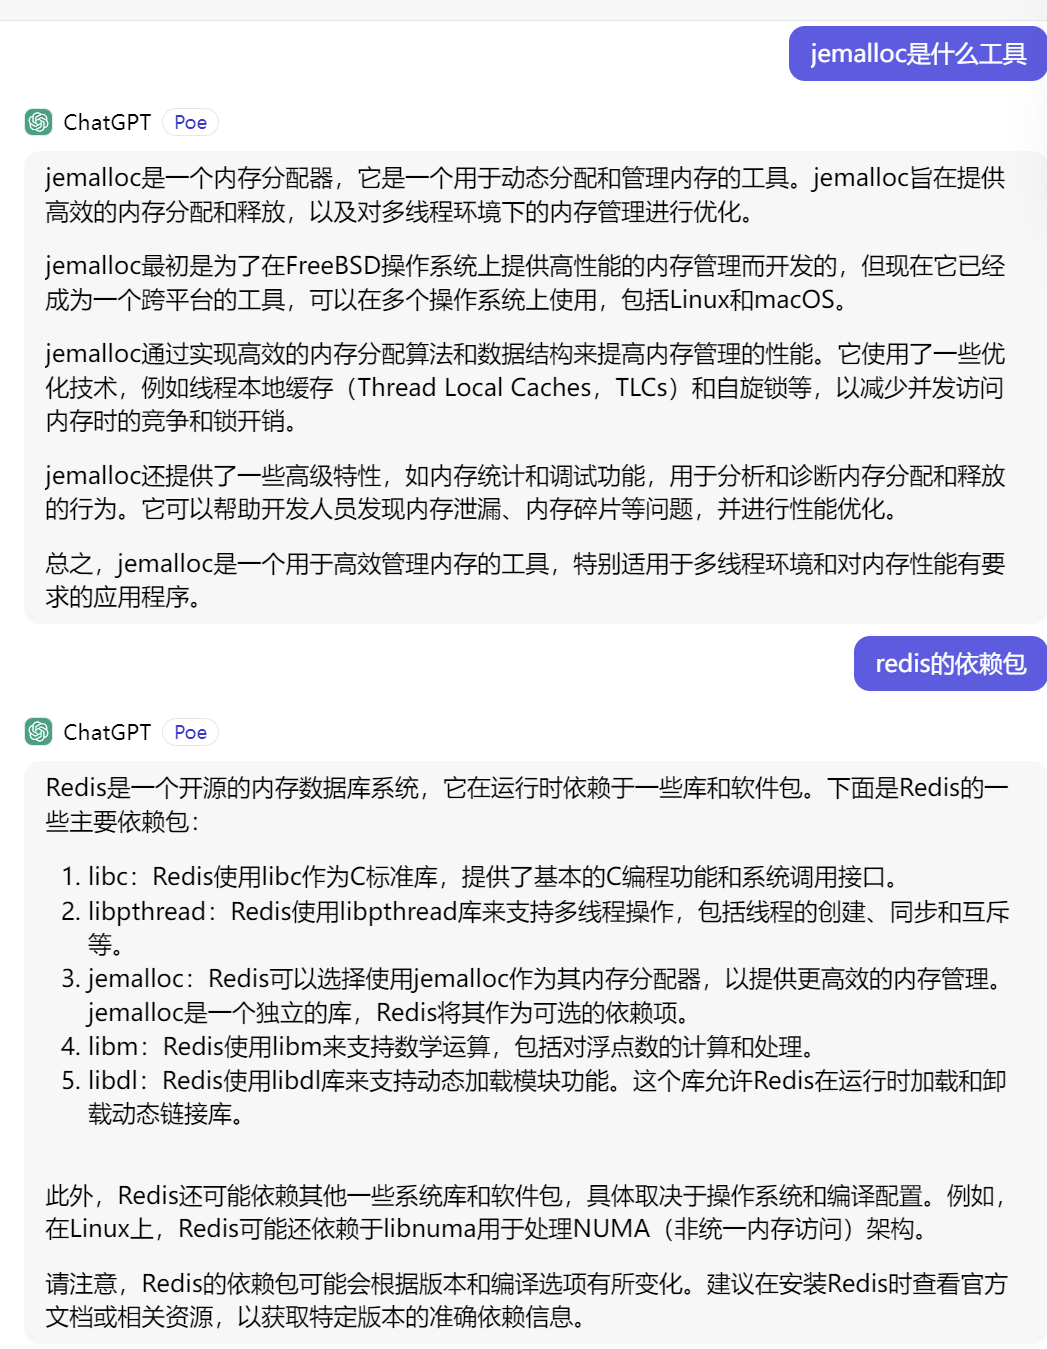 jemalloc是什么工具
ChatGPT Poe
jemalloc是一个内存分配器，它是一个用于动态分配和管理内存的工具。jemalloc旨在提供
高效的内存分配和释放，以及对多线程环境下的内存管理进行优化。
jemalloc最初是为了在FreeBSD操作系统上提供高性能的内存管理而开发的，但现在它已经
成为一个跨平台的工具，可以在多个操作系统上使用，包括Linux和macOS。
jemalloc通过实现高效的内存分配算法和数据结构来提高内存管理的性能。它使用了一些优
化技术，例如线程本地缓存（Thread Local Caches，TLCs）和自旋锁等，以减少并发访问
内存时的竞争和锁开销。
jemalloc还提供了一些高级特性，如内存统计和调试功能，用于分析和诊断内存分配和释放
的行为。它可以帮助开发人员发现内存泄漏、内存碎片等问题，并进行性能优化。
总之，jemalloc是一个用于高效管理内存的工具，特别适用于多线程环境和对内存性能有要
求的应用程序。
redis的依赖包
ChatGPT Poe
Redis是一个开源的内存数据库系统，它在运行时依赖于一些库和软件包。下面是Redis的一
些主要依赖包：
1. libc：Redis使用libc作为C标准库，提供了基本的C编程功能和系统调用接口。
2. libpthread：Redis使用libpthread库来支持多线程操作，包括线程的创建、同步和互斥
等。
3. jemalloc：Redis可以选择使用jemalloc作为其内存分配器，以提供更高效的内存管理。
jemalloc是一个独立的库，Redis将其作为可选的依赖项。
4. libm：Redis使用libm来支持数学运算，包括对浮点数的计算和处理。
5. libdl：Redis使用libdl库来支持动态加载模块功能。这个库允许Redis在运行时加载和卸
载动态链接库。
此外，Redis还可能依赖其他一些系统库和软件包，具体取决于操作系统和编译配置。例如，
在Linux上，Redis可能还依赖于libnuma用于处理NUMA（非统一内存访问）架构。
请注意，Redis的依赖包可能会根据版本和编译选项有所变化。建议在安装Redis时查看官方
文档或相关资源，以获取特定版本的准确依赖信息。